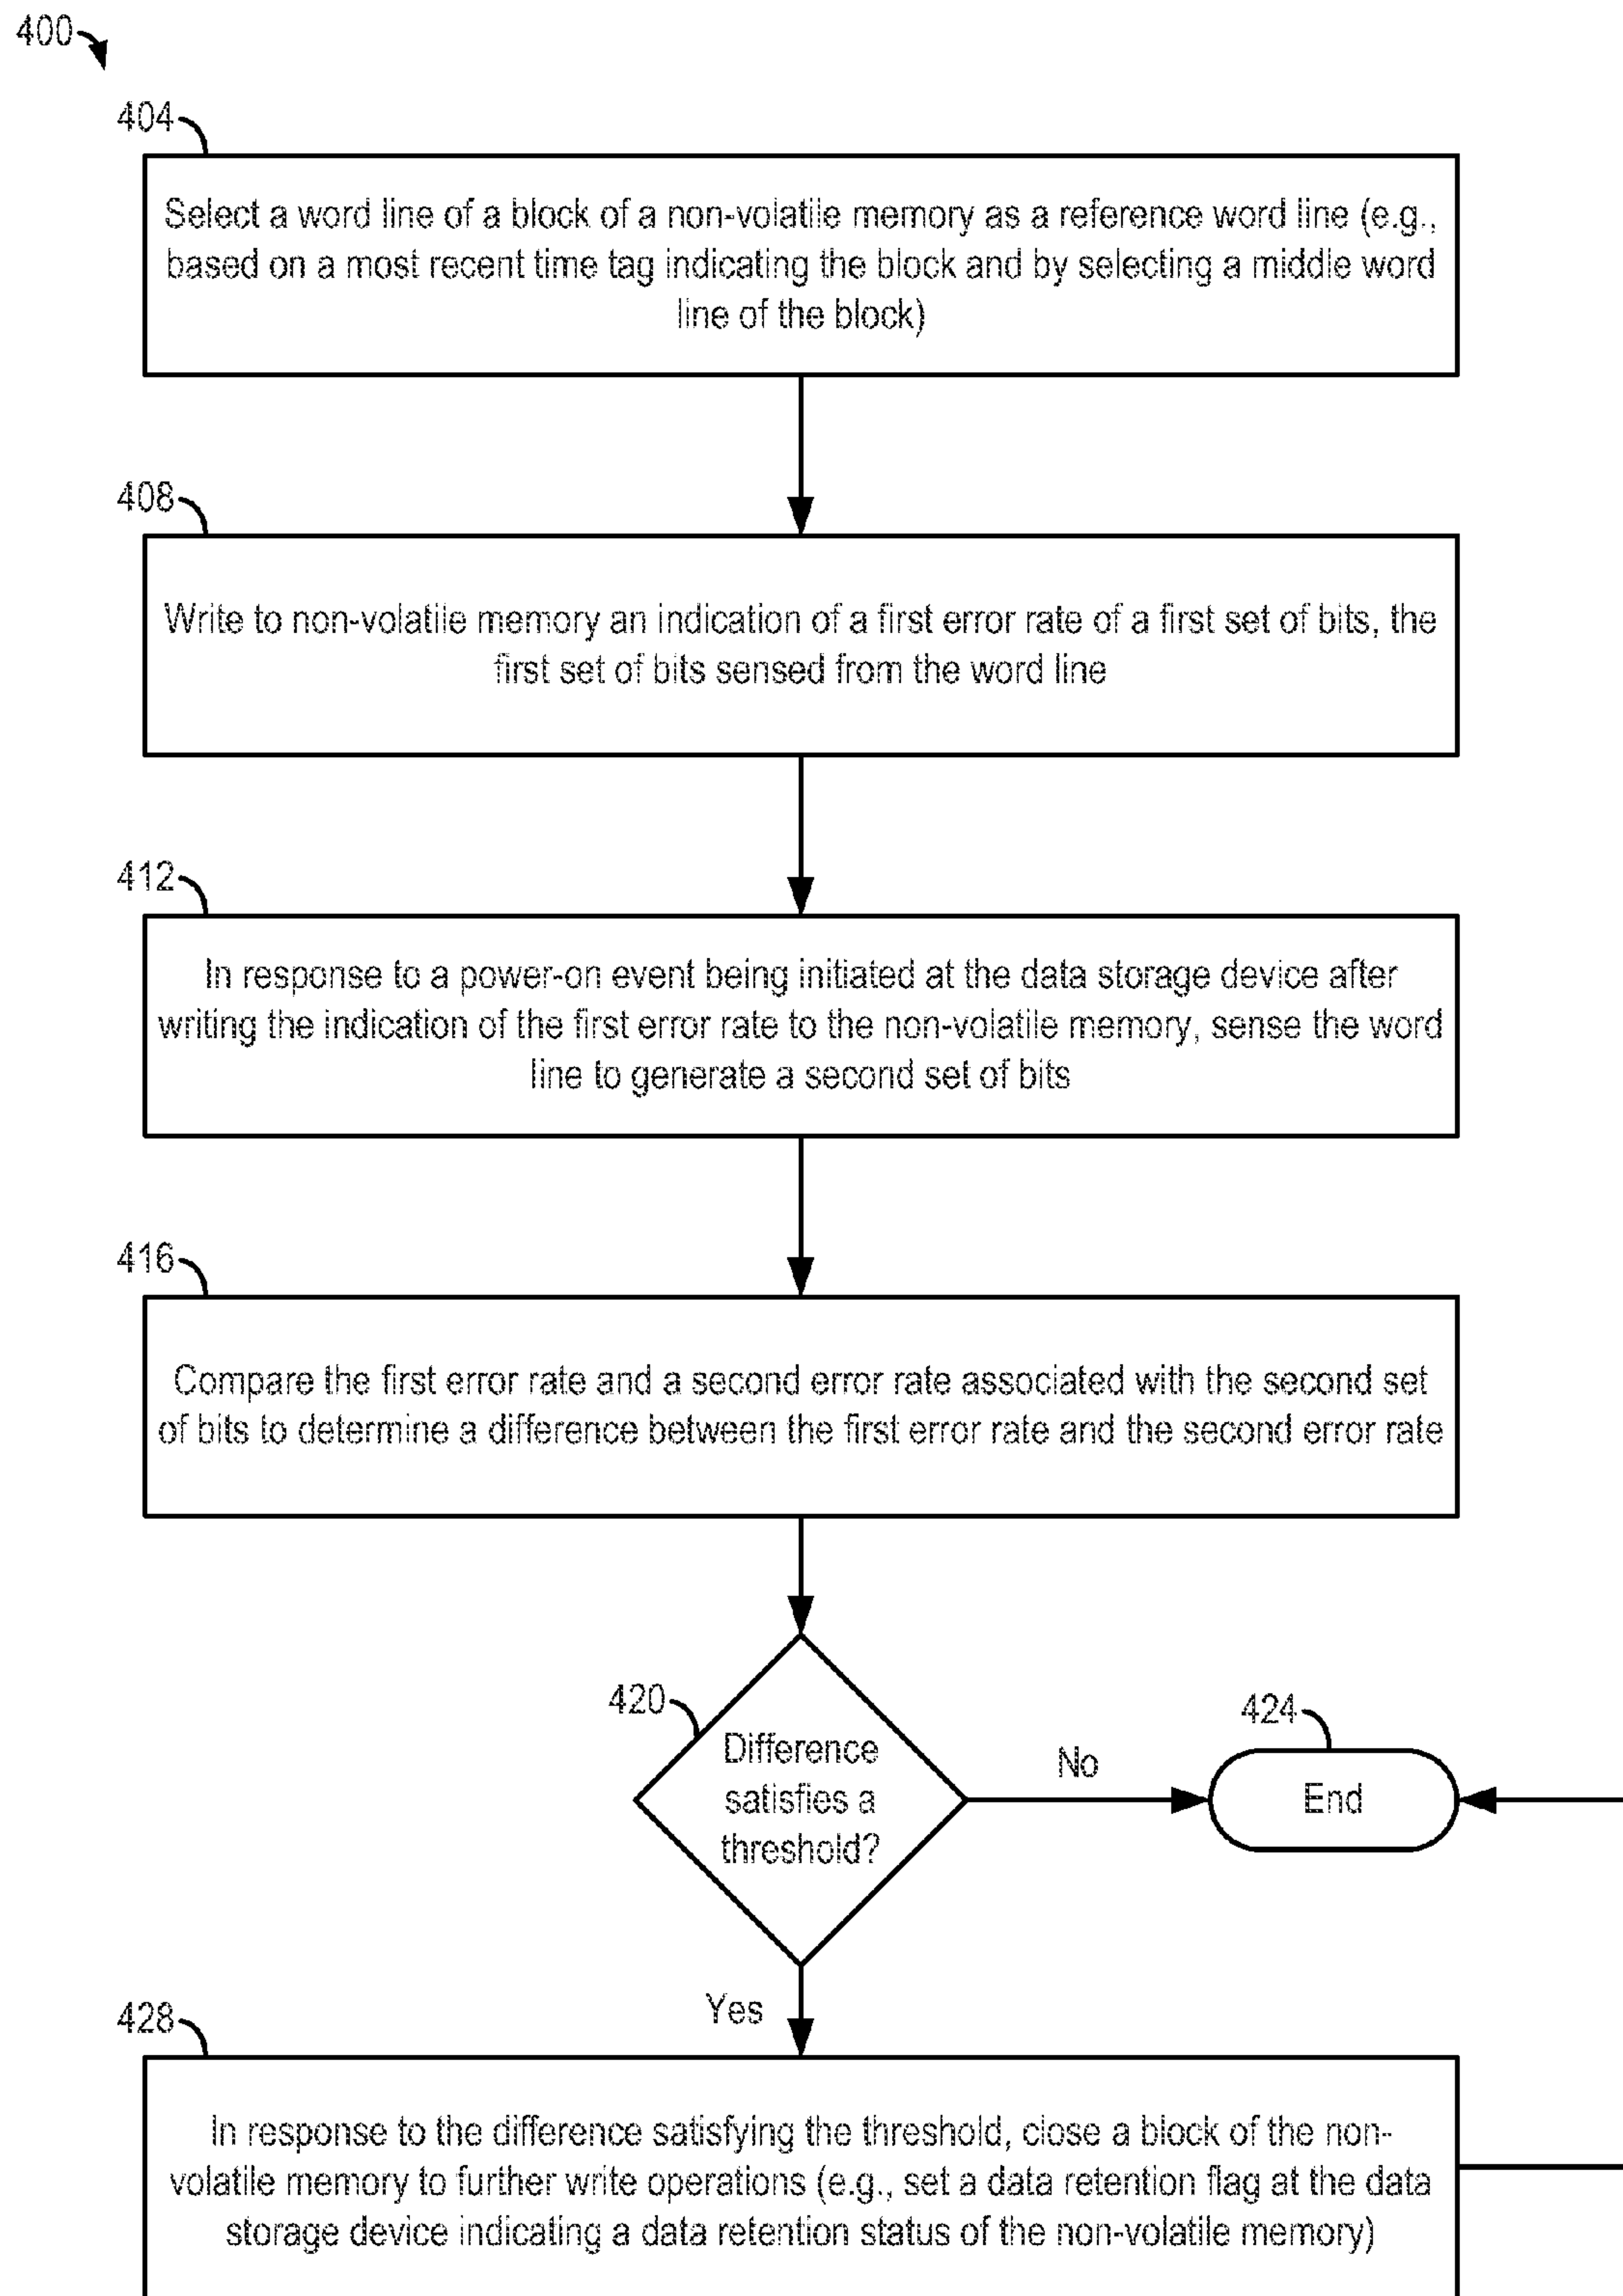 400
404
Select a word line of a block of a non-volatile memory as a reference word line (e.g.,
based on a most recent time tag indicating the block and by selecting a middle word
line of the block)
408
Write to non-volatile memory an indication of a first error rate of a first set of bits, the
first set of bits sensed from the word line
412
In response to a power-on event being initiated at the data storage device after
writing the indication of the first error rate to the non-volatile memory, sense the word
line to generate a second set of bits
416
Compare the first error rate and a second error rate associated with the second set
of bits to determine a difference between the first error rate and the second error rate
420
Difference
satisfies a
threshold?
No
424
End
Yes
428
In response to the difference satisfying the threshold, close a block of the non-
volatile memory to further write operations (e.g., set a data retention flag at the data
storage device indicating a data retention status of the non-volatile memory)